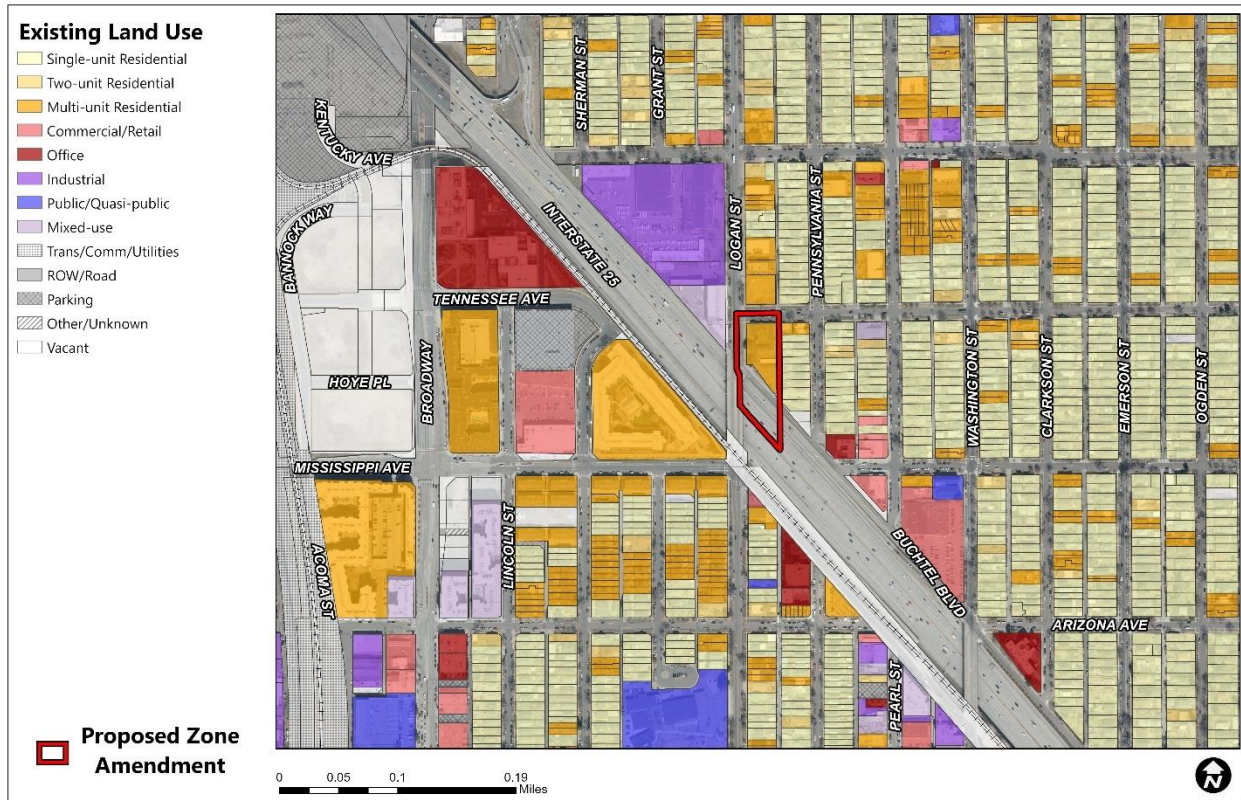 Existing Land Use
Single-unit Residential
Two-unit Residential
Multi-unit Residential
Commercial/Retail
Office
Industrial
Public/Quasi-public
Mixed-use
Trans/Comm/Utilities
ROW/Road
Parking
Other/Unknown
Vacant
Proposed Zone
Amendment
KENTUCKY AVE
SHERMAN ST
GRANT ST
BANNOCK WAY
INTERSTATE 25
LOGAN ST
PENNSYLVANIA ST
TENNESSEE AVE
HOYE PL
BROADWAY
WASHINGTON ST
CLARKSON ST
EMERSON ST
OGDEN ST
MISSISSIPPI AVE
ACOMA ST
LINCOLN ST
BUCHTEL BLVD
ARIZONA AVE
PEARL ST
0 0.05 0.1 0.19
Miles
N